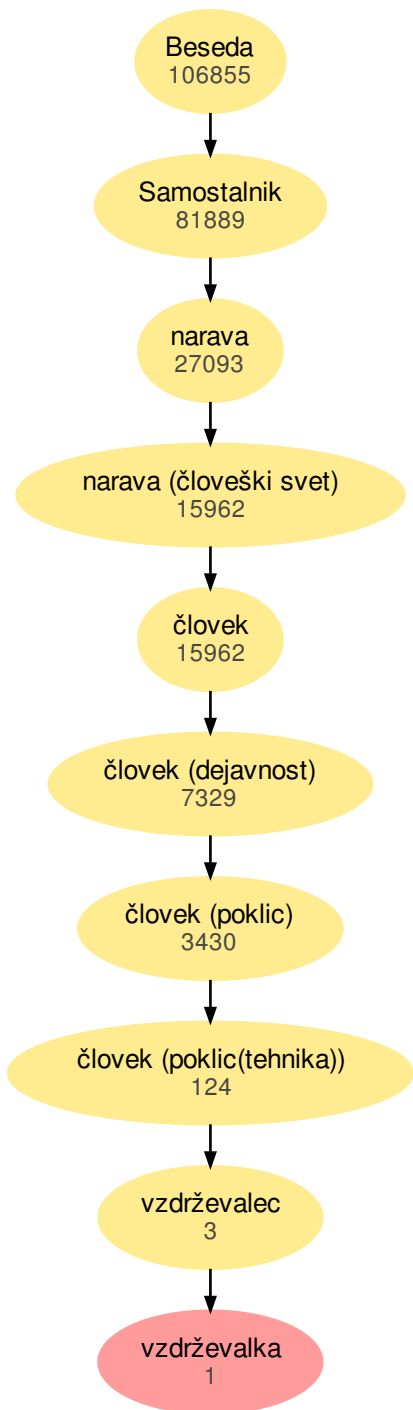 Beseda
106855
Samostalnik
81889
narava
27093
narava (človeški svet)
15962
človek
15962
človek (dejavnost)
7329
človek (poklic)
3430
človek (poklic(tehnika))
124
vzdrževalec
3
vzdrževalka
1